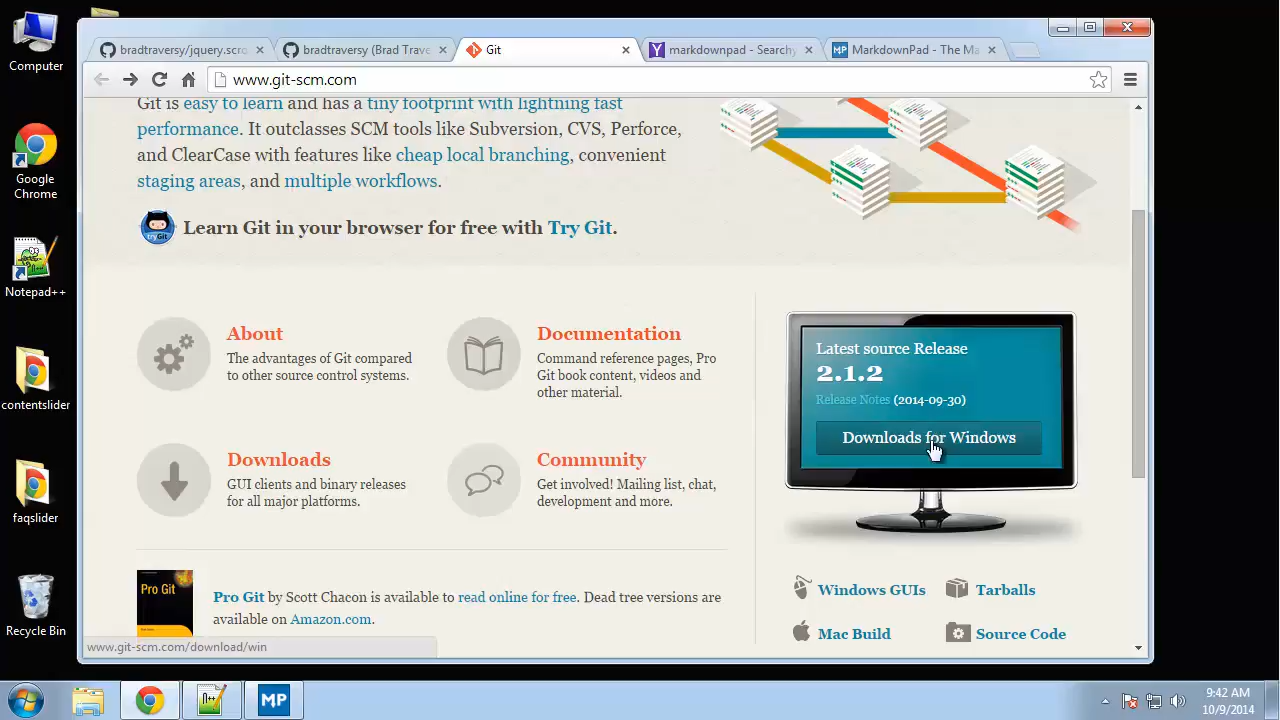 Computer
Google
Chrome
Notepad++
contentslider
faqslider
Recycle Bin
bradtraversy/jquery.scro
bradtraversy (Brad Trave
Git
markdownpad - Searchy
MarkdownPad - The Ma
www.git-scm.com
Git is easy to learn and has a tiny footprint with lightning fast
performance. It outclasses SCM tools like Subversion, CVS, Perforce,
and ClearCase with features like cheap local branching, convenient
staging areas, and multiple workflows.
Learn Git in your browser for free with Try Git.
About
The advantages of Git compared
to other source control systems.
Documentation
Command reference pages, Pro
Git book content, videos and
other material.
Downloads
GUI clients and binary releases
for all major platforms.
Community
Get involved! Mailing list, chat,
development and more.
Latest source Release
2.1.2
Release Notes (2014-09-30)
Downloads for Windows
Windows GUIs
Tarballs
Mac Build
Source Code
Pro Git
Pro Git by Scott Chacon is available to read online for free. Dead tree versions are
available on Amazon.com.
www.git-scm.com/download/win
MP
9:42 AM
10/9/2014